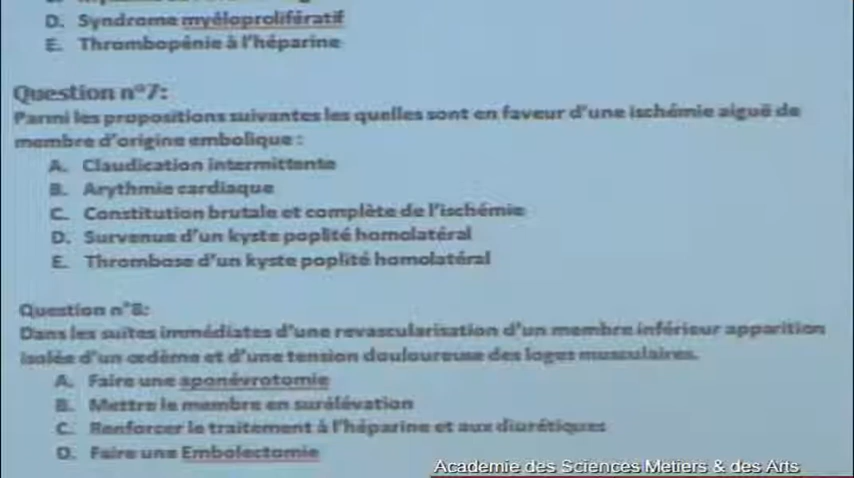 D. Syndrome myéloprolifératif
E. Thrombopénie à l'héparine
Question n°7:
Parmi les propositions suivantes les quelles sont en faveur d'une ischémie aiguë de
membre d'origine embolique :
A. Claudication intermittente
B. Arythmie cardiaque
C. Constitution brutale et complète de l'ischémie
D. Survenue d'un kyste poplité homolatéral
E. Thrombose d'un kyste poplité homolatéral
Question n°8:
Dans les suites immédiates d'une revascularisation d'un membre inférieur apparition
isolée d'un œdème et d'une tension douloureuse des loges musculaires.
A. Faire une aponévrotomie
B. Mettre le membre en surélévation
C. Renforcer le traitement à l'héparine et aux diurétiques
D. Faire une Embolectomie
Academie des Sciences Metiers & des Arts